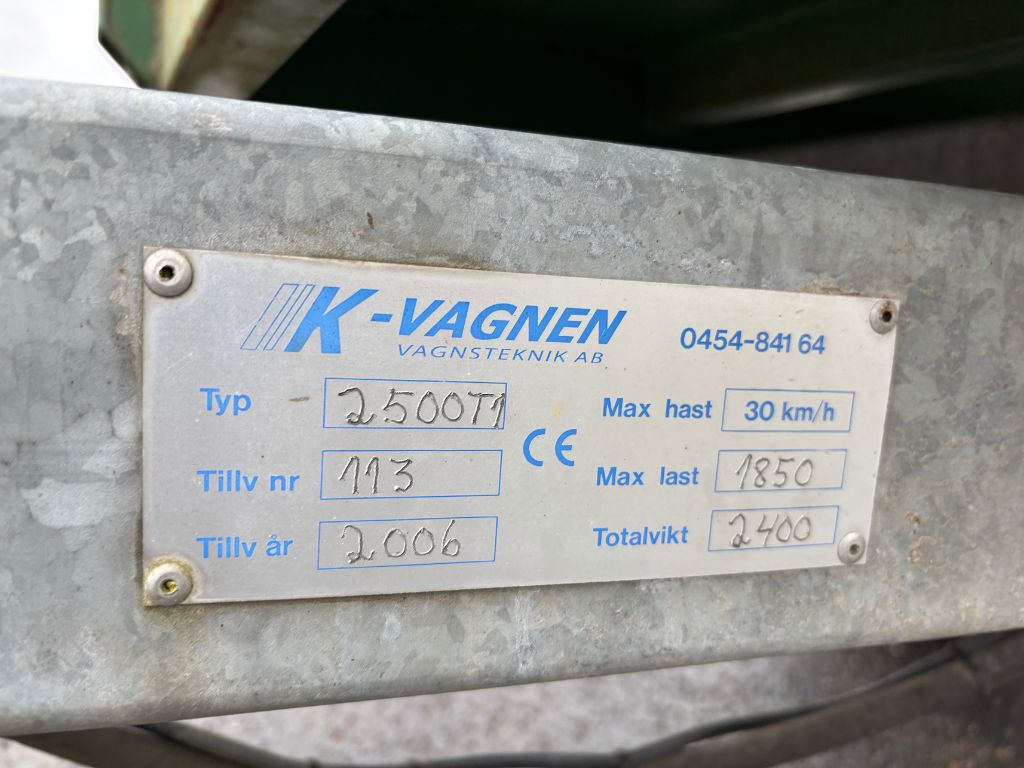 K-VAGNEN
VAGNSTEKNIK AB
0454-841 64
Typ 2500T1
Max hast 30 km/h
CE
Tillv nr 113
Max last 1850
Tillv år 2006
Totalvikt 2400